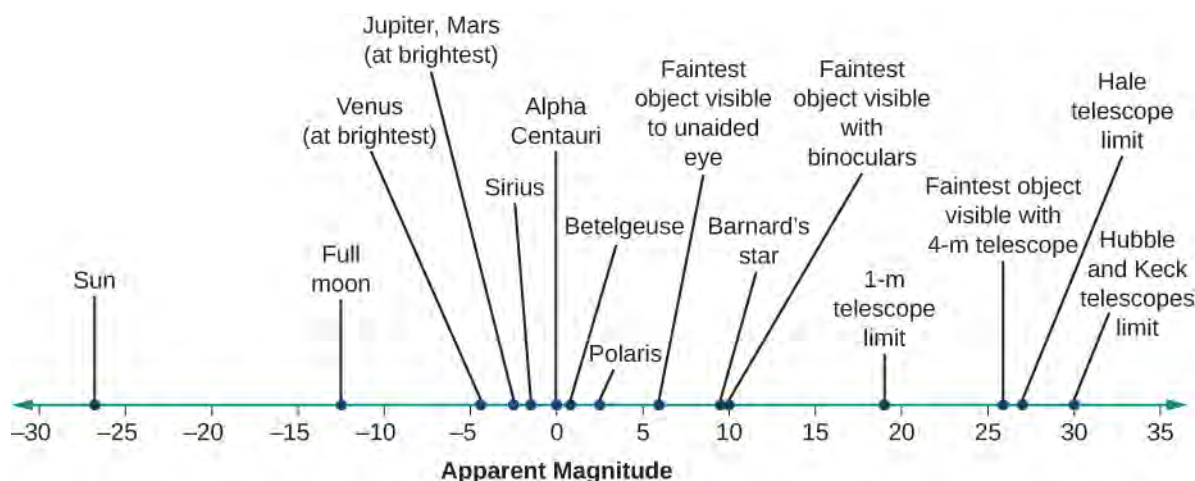 Jupiter, Mars
(at brightest)
Venus
(at brightest)
Alpha
Centauri
Sirius
Faintest
object visible
to unaided
eye
Faintest
object visible
with
binoculars
Hale
telescope
limit
Faintest object
visible with
4-m telescope
Betelgeuse
Barnard's
star
Hubble
and Keck
telescopes
limit
Sun
Full
moon
1-m
telescope
limit
Polaris
–30 –25 –20 –15 –10 –5 0 5 10 15 20 25 30 35
Apparent Magnitude